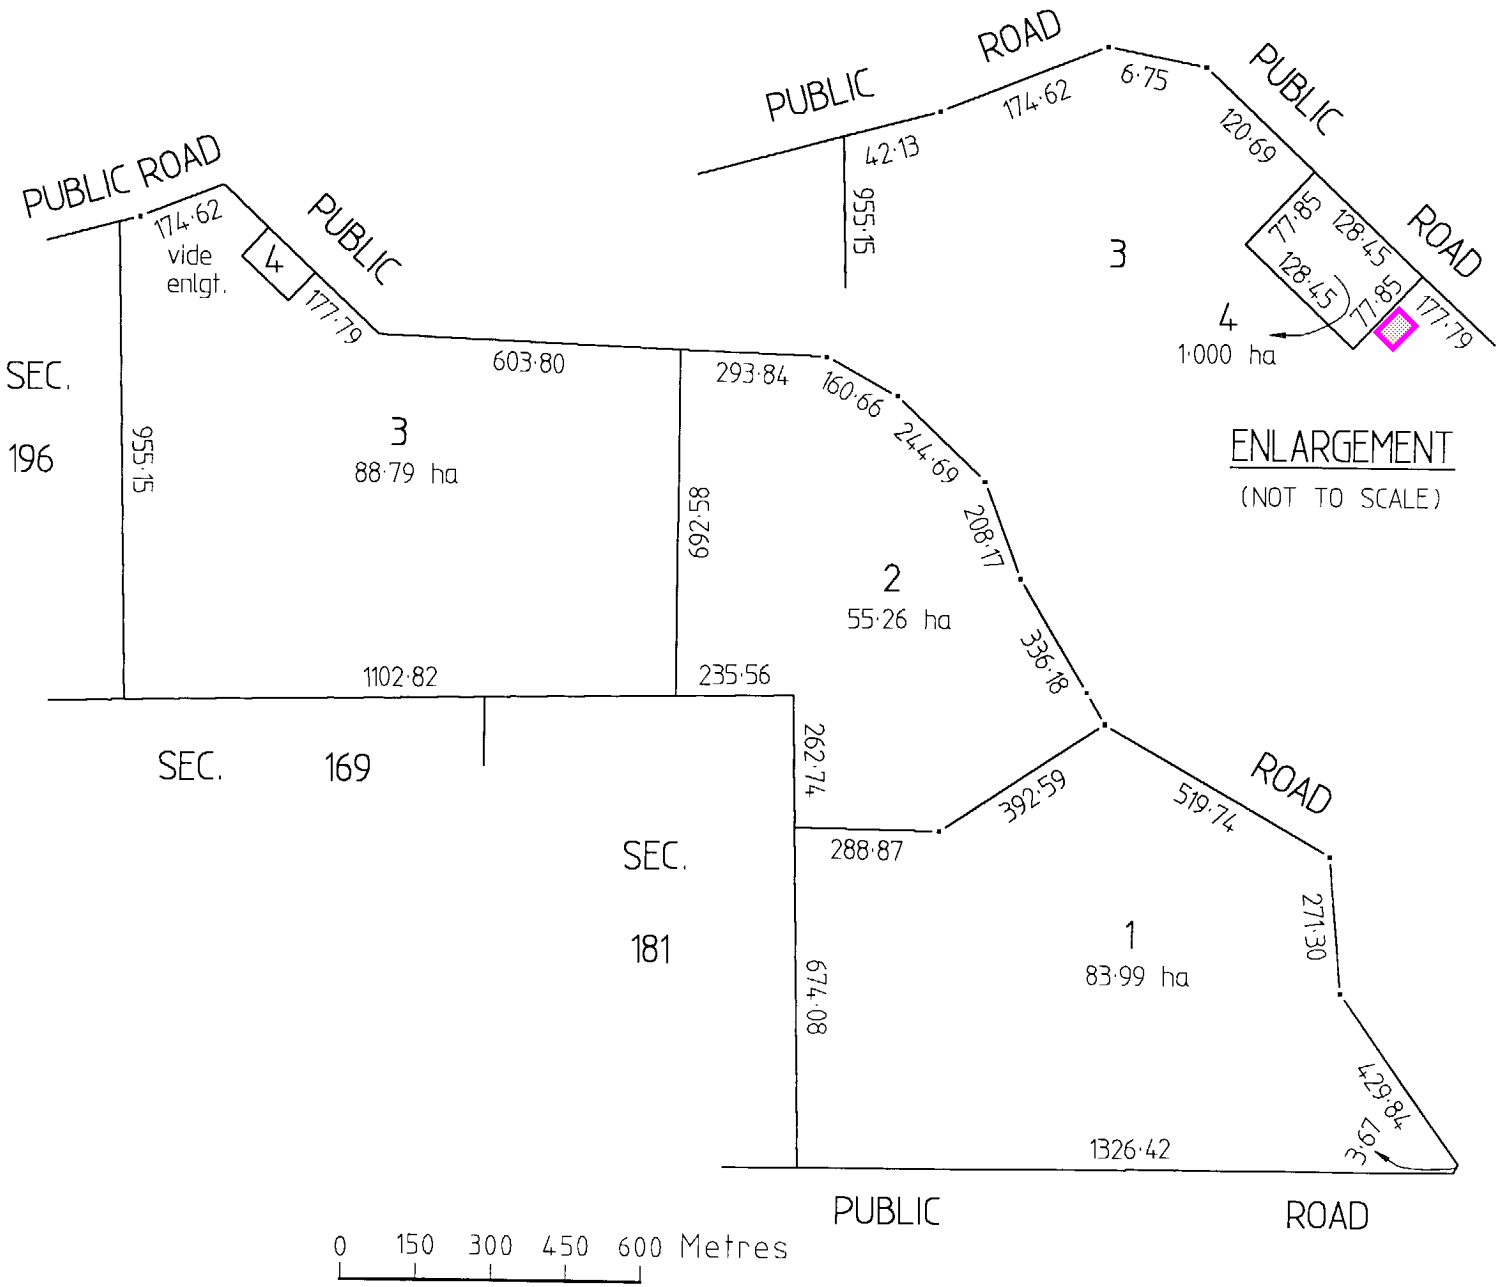 PUBLIC ROAD
174·62
vide
enlgt.
PUBLIC
4
177·79
603·80
293·84
160·66
244·69
208·17
336·18
SEC.
196
955·15
3
88·79 ha
692·58
2
55·26 ha
1102·82
235·56
SEC. 169
262·74
SEC.
181
288·87
392·59
519·74
ROAD
271·30
1
83·99 ha
674·08
429·84
3·67
1326·42
PUBLIC ROAD
0 150 300 450 600 Metres
PUBLIC ROAD
42·13
174·62
6·75
PUBLIC
120·69
955·15
3
77·85
128·45
ROAD
128·45
77·85
177·79
4
1·000 ha
ENLARGEMENT
(NOT TO SCALE)